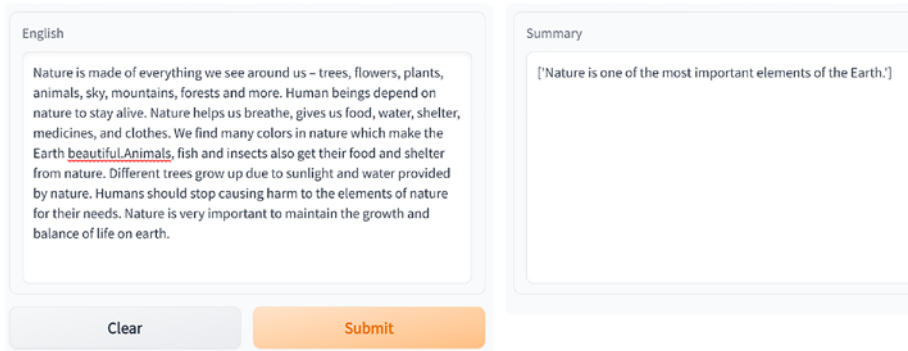 English
Nature is made of everything we see around us – trees, flowers, plants,
animals, sky, mountains, forests and more. Human beings depend on
nature to stay alive. Nature helps us breathe, gives us food, water, shelter,
medicines, and clothes. We find many colors in nature which make the
Earth beautiful.Animals, fish and insects also get their food and shelter
from nature. Different trees grow up due to sunlight and water provided
by nature. Humans should stop causing harm to the elements of nature
for their needs. Nature is very important to maintain the growth and
balance of life on earth.
Clear
Submit
Summary
['Nature is one of the most important elements of the Earth.']